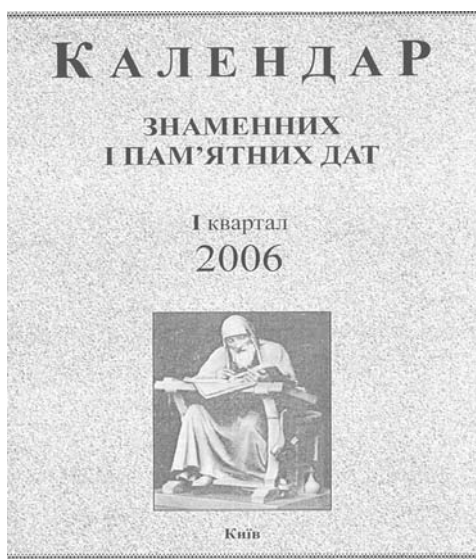 КАЛЕНДАР
ЗНАМЕННИХ
І ПАМ’ЯТНИХ ДАТ
І квартал
2006
Київ